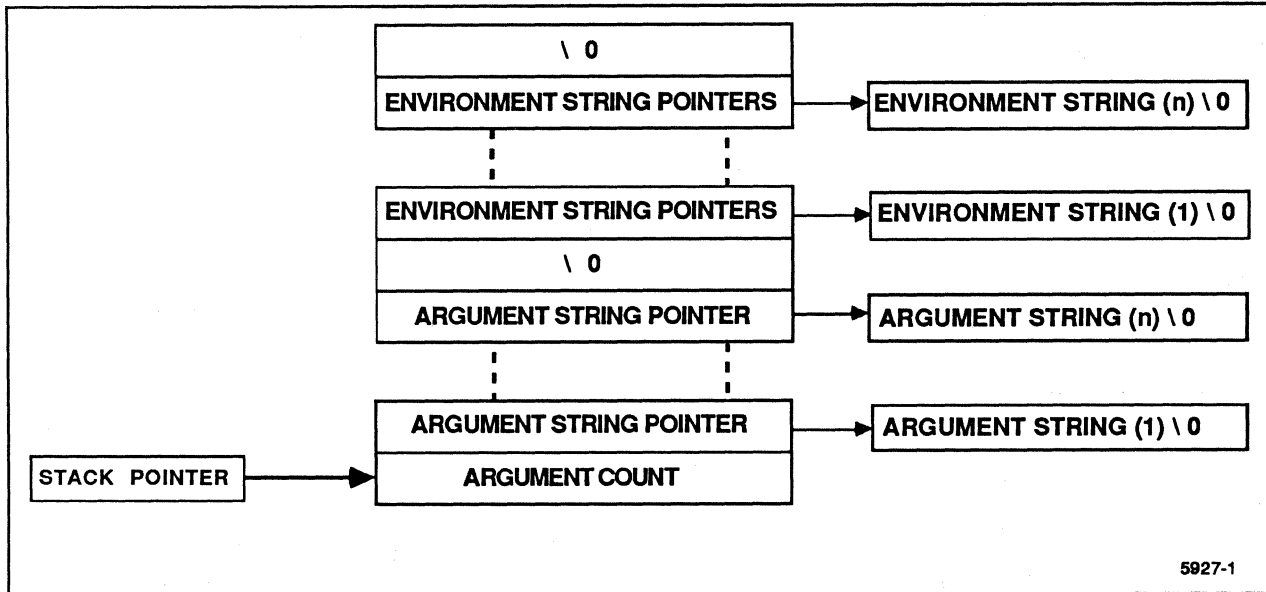 \ 0
ENVIRONMENT STRING POINTERS
ENVIRONMENT STRING (n) \ 0
ENVIRONMENT STRING POINTERS
ENVIRONMENT STRING (1) \ 0
\ 0
ARGUMENT STRING POINTER
ARGUMENT STRING (n) \ 0
ARGUMENT STRING POINTER
ARGUMENT STRING (1) \ 0
STACK POINTER
ARGUMENT COUNT
5927-1